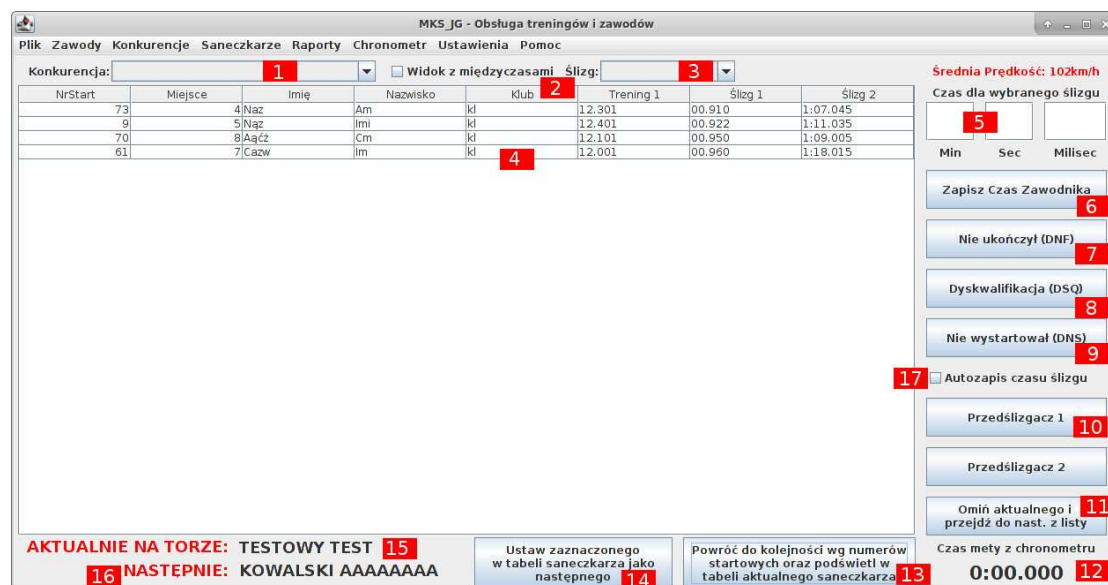 MKS_JG - Obsługa treningów i zawodów
Plik Zawody Konkurencje Saneczkarze Raporty Chronometr Ustawienia Pomoc
Konkurencja: 1 Widok z międzyczasami Ślizg: 3 Średnia Prędkość: 102km/h
2
NrStart Miejsce Imię Nazwisko Klub Trening 1 Ślizg 1 Ślizg 2
73 4 Naz Am kl 12.301 00.910 1:07.045
9 5 Nąz Imi kl 12.401 00.922 1:11.035
70 8 Aąćż Cm kl 12.101 00.950 1:09.005
61 7 Cazw Im kl 12.001 00.960 1:18.015
4
Czas dla wybranego ślizgu
5
Min Sec Milisec
Zapisz Czas Zawodnika
6
Nie ukończył (DNF)
7
Dyskwalifikacja (DSQ)
8
Nie wystartował (DNS)
9
17 Autozapis czasu ślizgu
Przedślizgacz 1
10
Przedślizgacz 2
Omiń aktualnego i
przejdź do nast. z listy
11
AKTUALNIE NA TORZE: TESTOWY TEST 15
16 NASTĘPNIE: KOWALSKI AAAAAAAA
Ustaw zaznaczonego
w tabeli saneczkarza jako
następnego 14
Powróć do kolejności wg numerów
startowych oraz podświetl w
tabeli aktualnego saneczkarza 13
Czas mety z chronometru
0:00.000 12